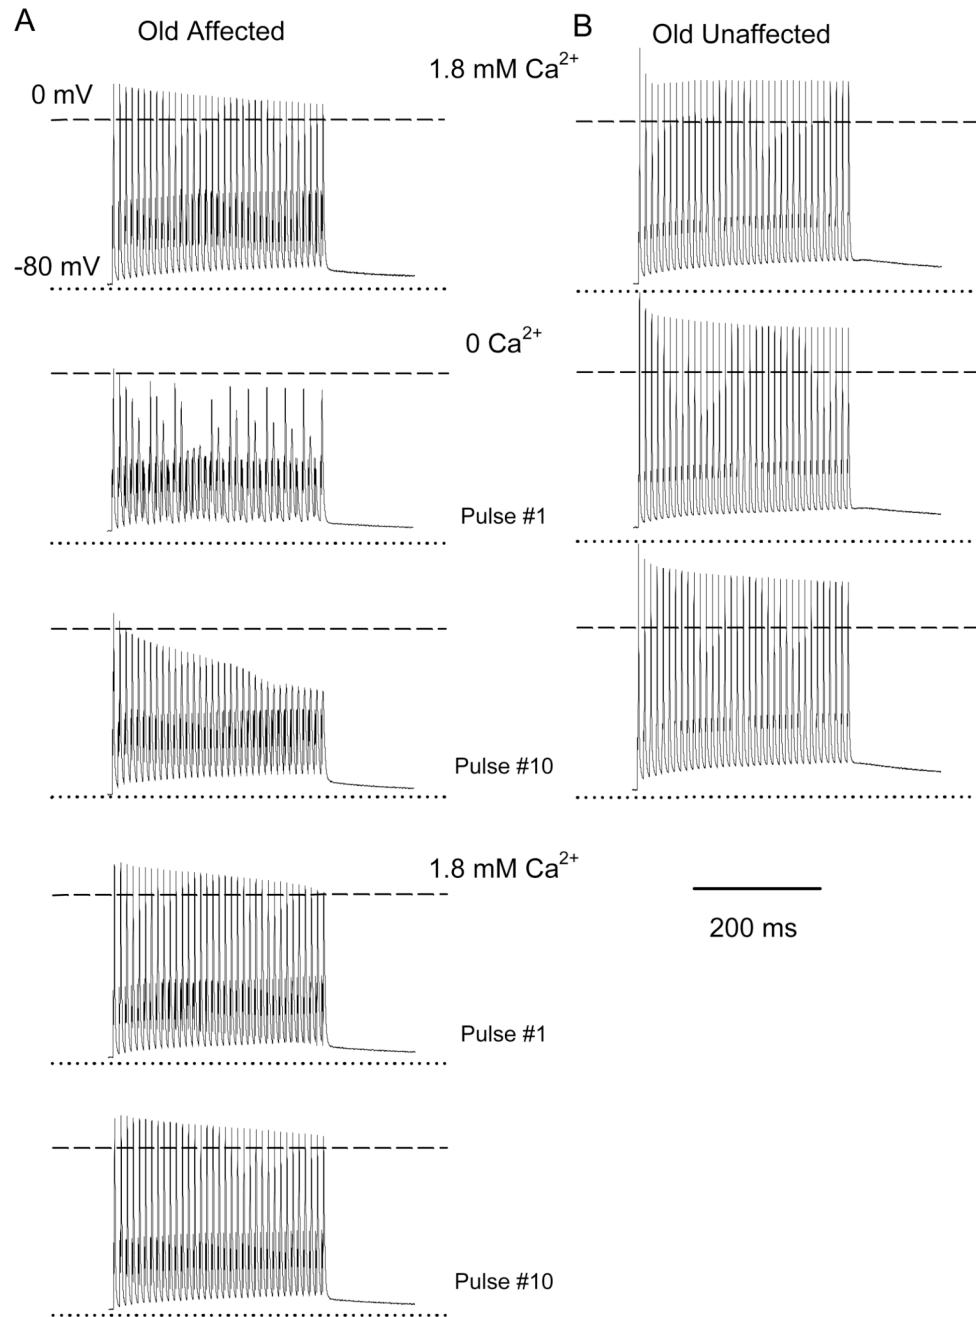 A
Old Affected
B
Old Unaffected
1.8 mM Ca²⁺
0 mV
-80 mV
0 Ca²⁺
Pulse #1
Pulse #10
1.8 mM Ca²⁺
200 ms
Pulse #1
Pulse #10